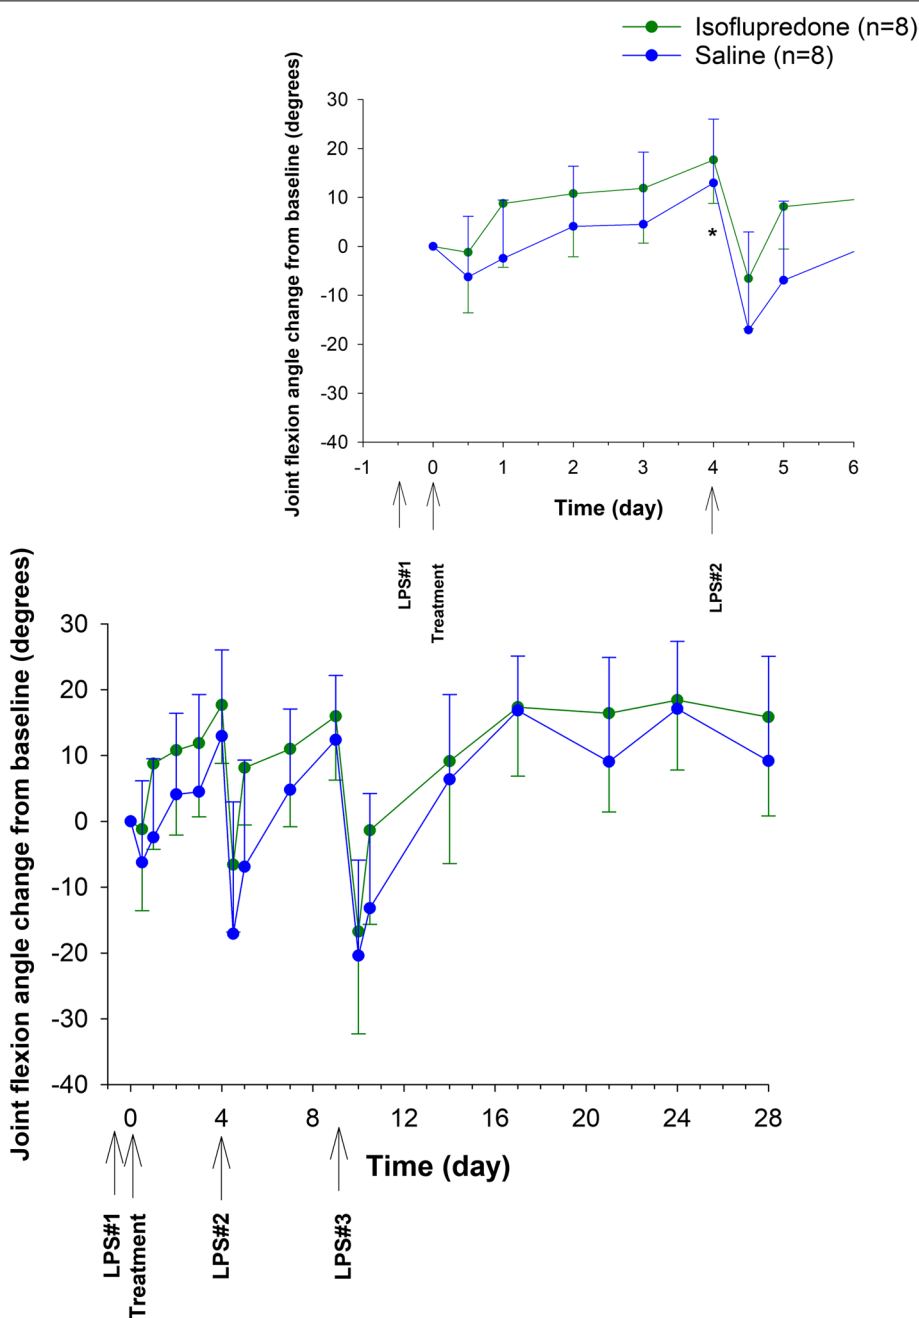 Isoflupredone (n=8)
Saline (n=8)
Joint flexion angle change from baseline (degrees)
30
20
10
0
-10
-20
-30
-40
-1 0 1 2 3 4 5 6
*
Time (day)
LPS#1
Treatment
LPS#2
Joint flexion angle change from baseline (degrees)
30
20
10
0
-10
-20
-30
-40
0 4 8 12 16 20 24 28
Time (day)
LPS#1
Treatment
LPS#2
LPS#3